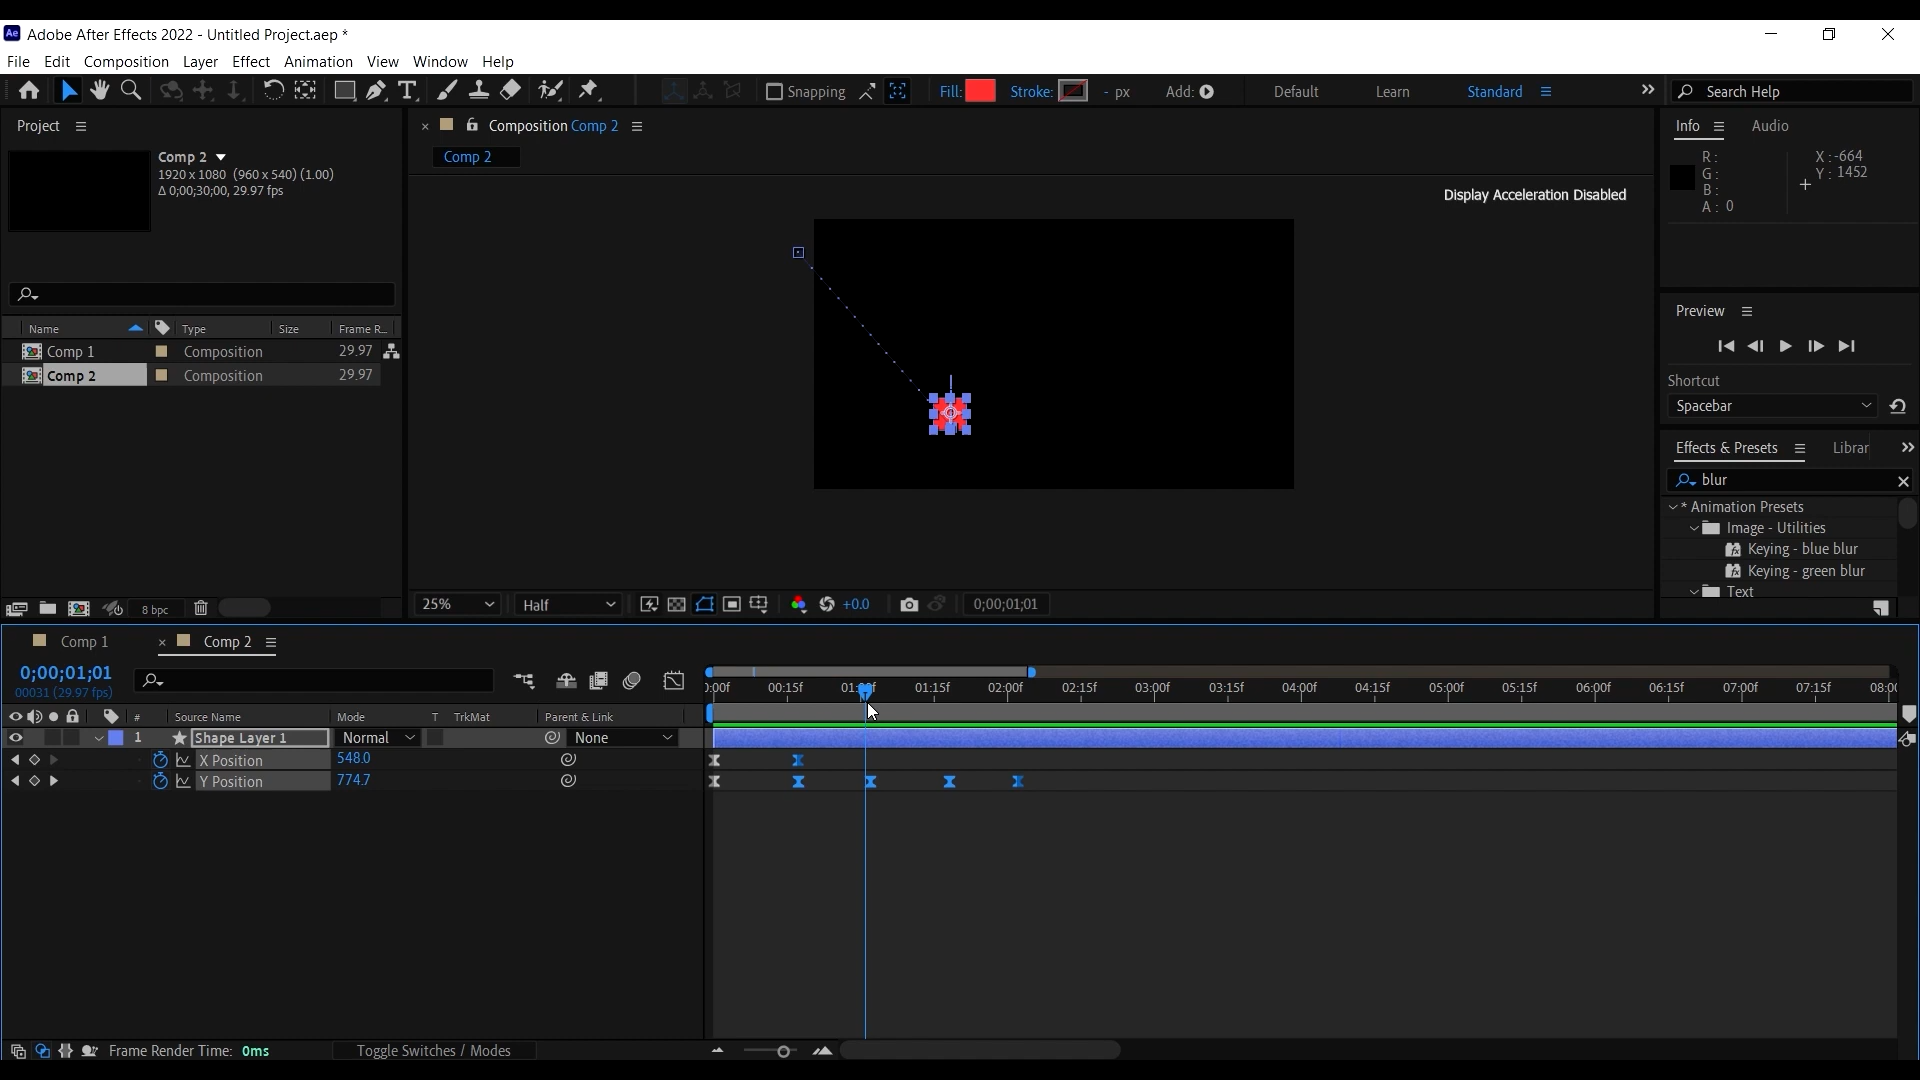 Ae Adobe After Effects 2022 - Untitled Project.aep *
File Edit Composition Layer Effect Animation View Window Help
T Snapping Fill: Stroke: - px Add: Default Learn Standard Search Help
Project
Comp 2
1920 x 1080 (960 x 540) (1.00)
Δ 0;00;30;00, 29.97 fps
Name Type Size Frame R...
Comp 1 Composition 29.97
Comp 2 Composition 29.97
8 bpc
Composition Comp 2
Comp 2
Display Acceleration Disabled
25% Half +0.0 0;00;01;01
Info Audio
R:
G:
B:
A: 0
X: -664
Y: 1452
Preview
Shortcut
Spacebar
Effects & Presets Librar
blur
* Animation Presets
Image - Utilities
Keying - blue blur
Keying - green blur
Text
Comp 1 Comp 2
0;00;01;01
00031 (29.97 fps)
# Source Name Mode T TrkMat Parent & Link
1 Shape Layer 1 Normal None
X Position 548.0
Y Position 774.7
0:00f 00:15f 01:00f 01:15f 02:00f 02:15f 03:00f 03:15f 04:00f 04:15f 05:00f 05:15f 06:00f 06:15f 07:00f 07:15f 08:00
Frame Render Time: 0ms Toggle Switches / Modes